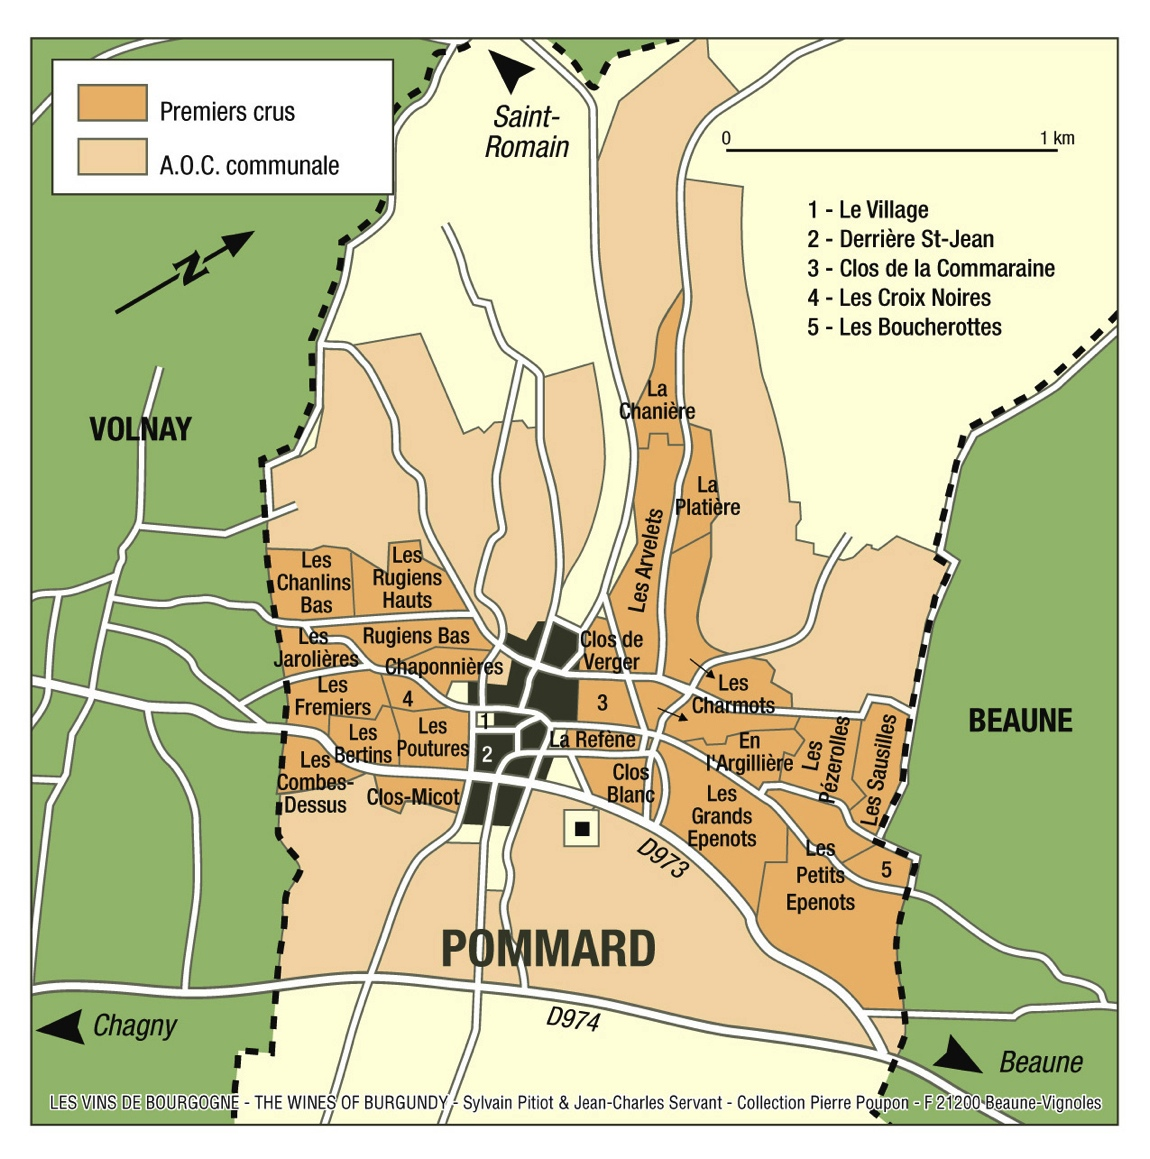 Premiers crus
A.O.C. communale
N
Saint-
Romain
0
1 km
1 - Le Village
2 - Derrière St-Jean
3 - Clos de la Commaraine
4 - Les Croix Noires
5 - Les Boucherottes
VOLNAY
BEAUNE
La
Chanière
La
Platière
Les Arvelets
Les
Chanlins
Bas
Les
Rugiens
Hauts
Les
Jarolières
Rugiens Bas
Chaponnières
Clos de
Verger
Les
Charmots
Les
Fremiers
4
3
Les
Bertins
Les
Poutures
1
2
La Refène
En
l'Argillière
Les
Pézerolles
Les Sausilles
Les
Combes-
Dessus
Clos-Micot
Clos
Blanc
Les
Grands
Epenots
Les
Petits
Epenots
5
D973
POMMARD
D974
Chagny
Beaune
LES VINS DE BOURGOGNE - THE WINES OF BURGUNDY - Sylvain Pitiot & Jean-Charles Servant - Collection Pierre Poupon - F 21200 Beaune-Vignoles